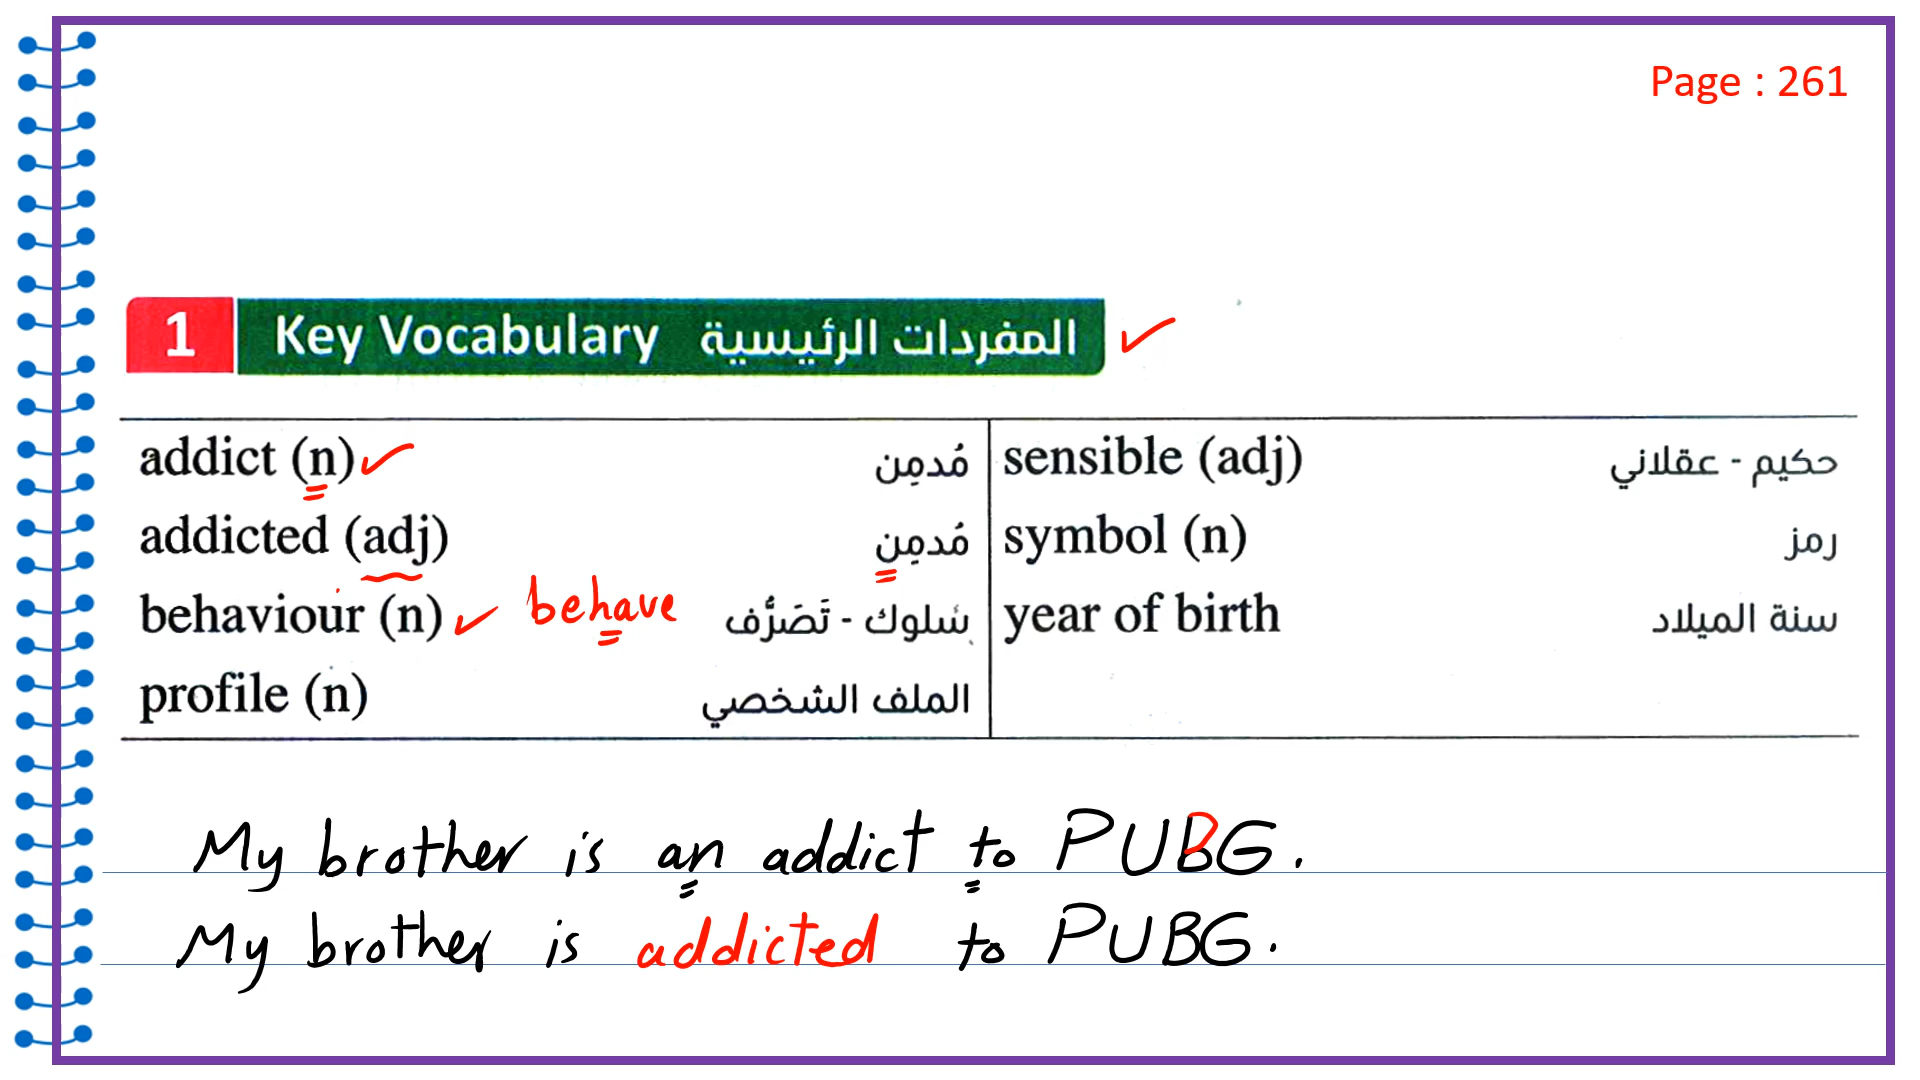 Page : 261
1 Key Vocabulary المفردات الرئيسية
addict (n) مُدمِن
addicted (adj) مُدمِن
behaviour (n) behave سُلوك - تَصَرُّف
profile (n) الملف الشخصي
sensible (adj) حكيم - عقلاني
symbol (n) رمز
year of birth سنة الميلاد
My brother is an addict to PUBG.
My brother is addicted to PUBG.